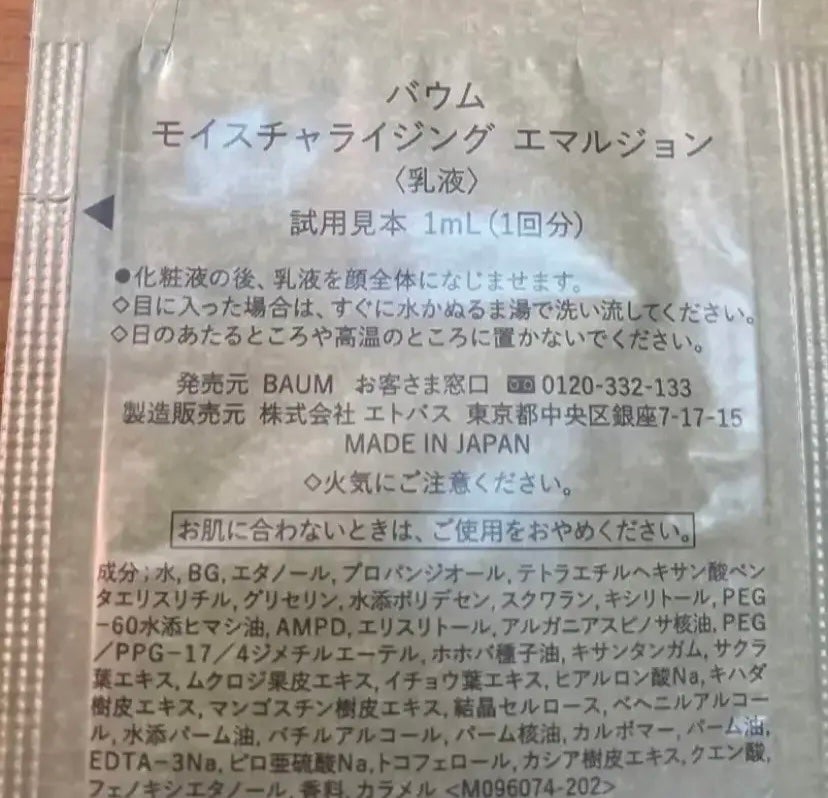 バウム
モイスチャライジング エマルジョン
〈乳液〉
試用見本 1mL(1回分)
●化粧液の後、乳液を顔全体になじませます。
◇目に入った場合は、すぐに水かぬるま湯で洗い流してください。
◇日のあたるところや高温のところに置かないでください。
発売元 BAUM お客さま窓口 0120-332-133
製造販売元 株式会社 エトバス 東京都中央区銀座7-17-15
MADE IN JAPAN
◇火気にご注意ください。
お肌に合わないときは、ご使用をおやめください。
成分;水,BG,エタノール,プロパンジオール,テトラエチルヘキサン酸ペン
タエリスリチル,グリセリン,水添ポリデセン,スクワラン,キシリトール,PEG
-60水添ヒマシ油,AMPD,エリスリトール,アルガニアスピノサ核油,PEG
/PPG-17/4ジメチルエーテル,ホホバ種子油,キサンタンガム,サクラ
葉エキス,ムクロジ果皮エキス,イチョウ葉エキス,ヒアルロン酸Na,キハダ
樹皮エキス,マンゴスチン樹皮エキス,結晶セルロース,ベヘニルアルコー
ル,水添パーム油,バチルアルコール,パーム核油,カルボマー,パーム油,
EDTA-3Na,ピロ亜硫酸Na,トコフェロール,カシア樹皮エキス,クエン酸,
フェノキシエタノール,香料,カラメル <M096074-202>